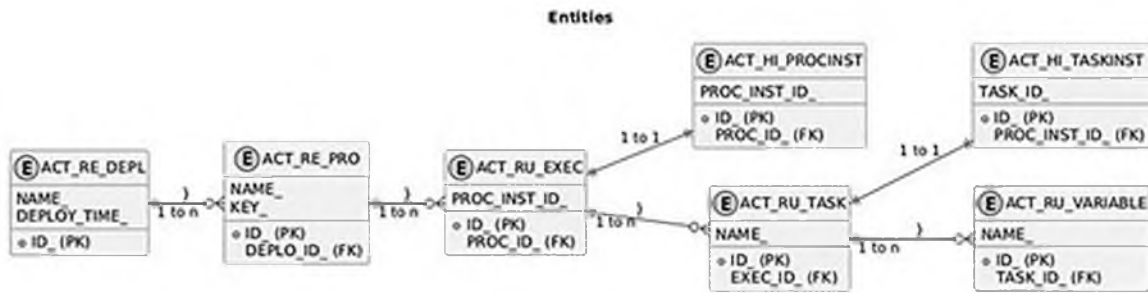 Entities
E ACT_RE_DEPL
NAME_
DEPLOY_TIME_
ID_ (PK)
}
1 to n
E ACT_RE_PRO
NAME_
KEY_
ID_ (PK)
DEPLO_ID_ (FK)
}
1 to n
E ACT_RU_EXEC
PROC_INST_ID_
ID_ (PK)
PROC_ID_ (FK)
1 to 1
E ACT_HI_PROCINST
PROC_INST_ID_
ID_ (PK)
PROC_ID_ (FK)
}
1 to n
E ACT_RU_TASK
NAME_
ID_ (PK)
EXEC_ID_ (FK)
1 to 1
E ACT_HI_TASKINST
TASK_ID_
ID_ (PK)
PROC_INST_ID_ (FK)
}
1 to n
E ACT_RU_VARIABLE
NAME_
ID_ (PK)
TASK_ID_ (FK)